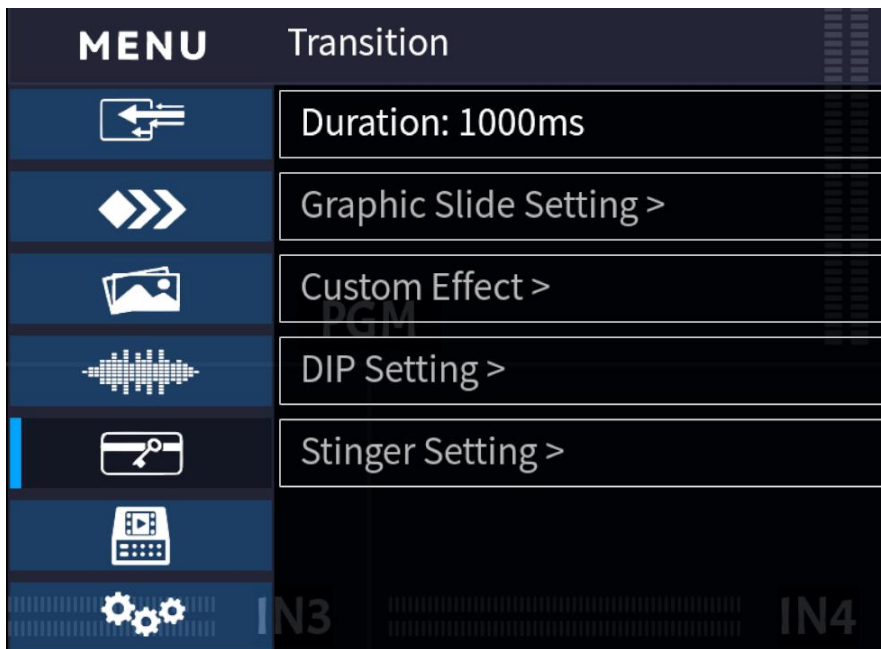 MENU
Transition
Duration: 1000ms
Graphic Slide Setting >
Custom Effect >
PGM
DIP Setting >
Stinger Setting >
IN3
IN4